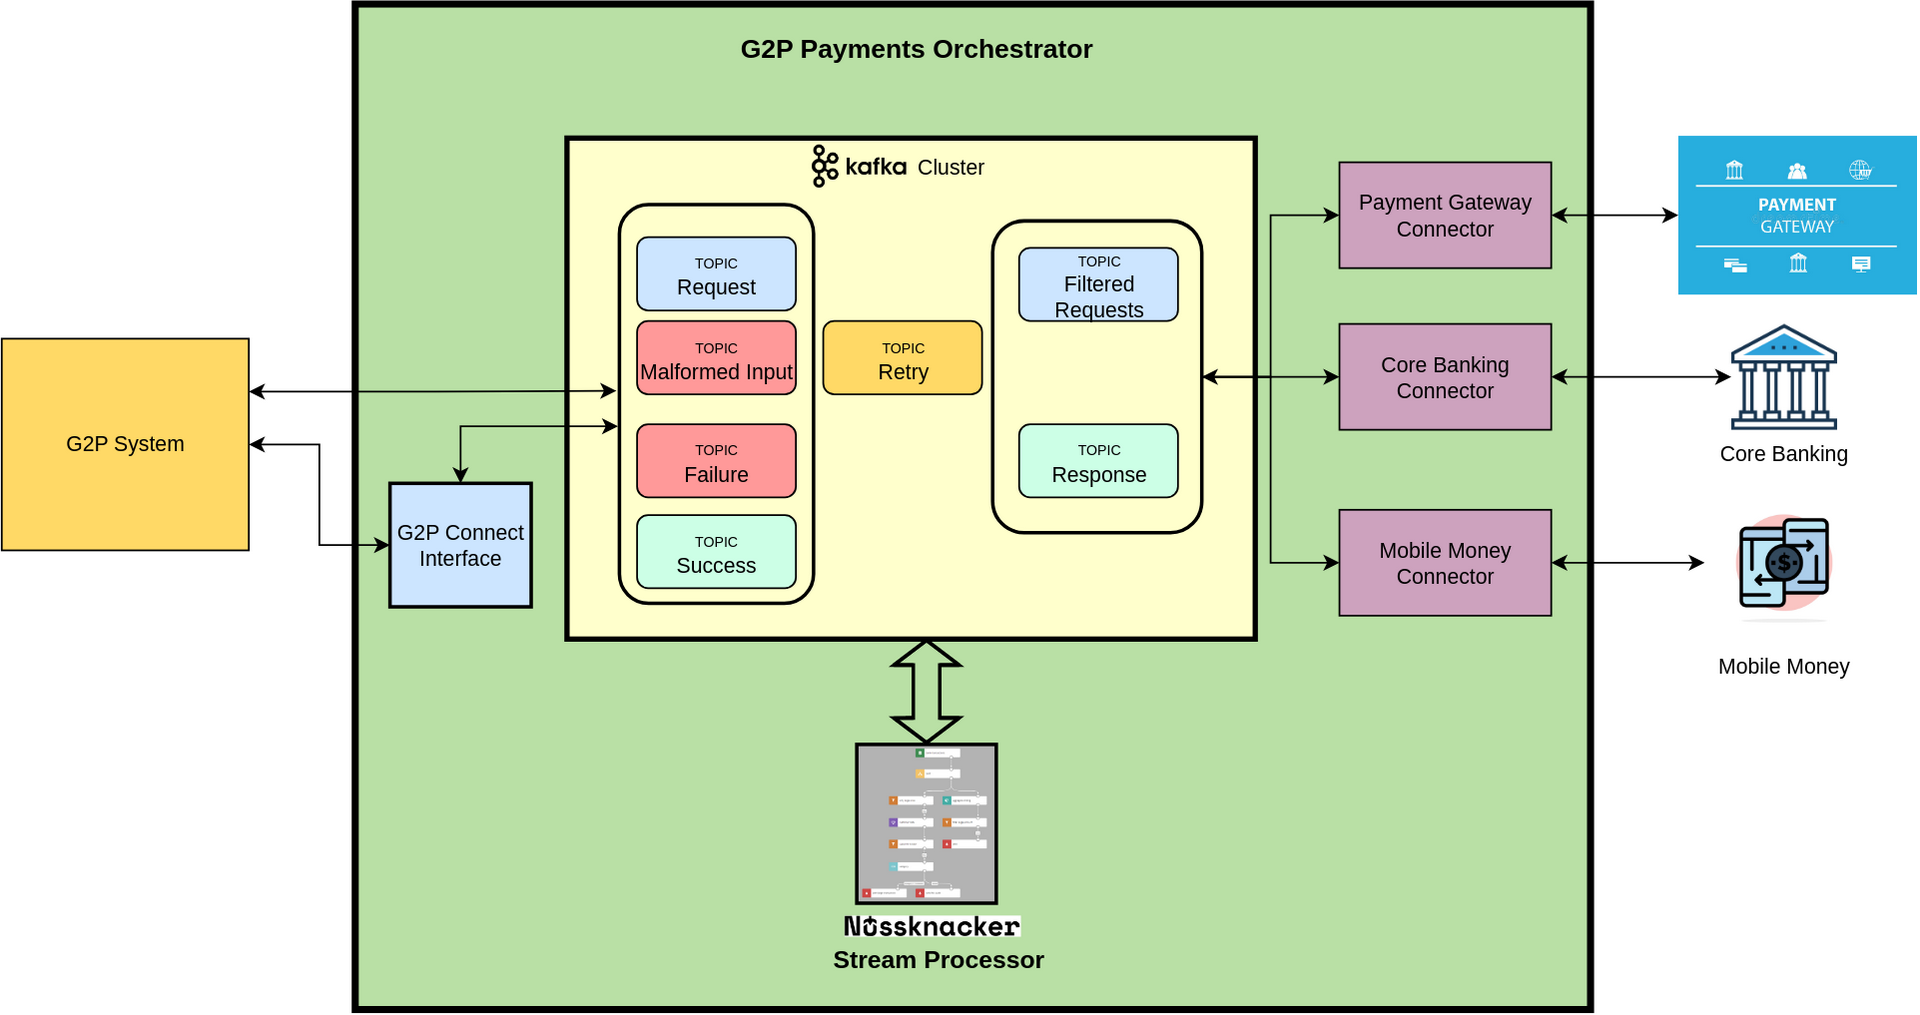 G2P Payments Orchestrator
kafka Cluster
TOPIC
Request
TOPIC
Malformed Input
TOPIC
Failure
TOPIC
Success
TOPIC
Retry
TOPIC
Filtered
Requests
TOPIC
Response
G2P System
G2P Connect
Interface
Payment Gateway
Connector
Core Banking
Connector
Mobile Money
Connector
PAYMENT
GATEWAY
Core Banking
Mobile Money
Nussknacker
Stream Processor